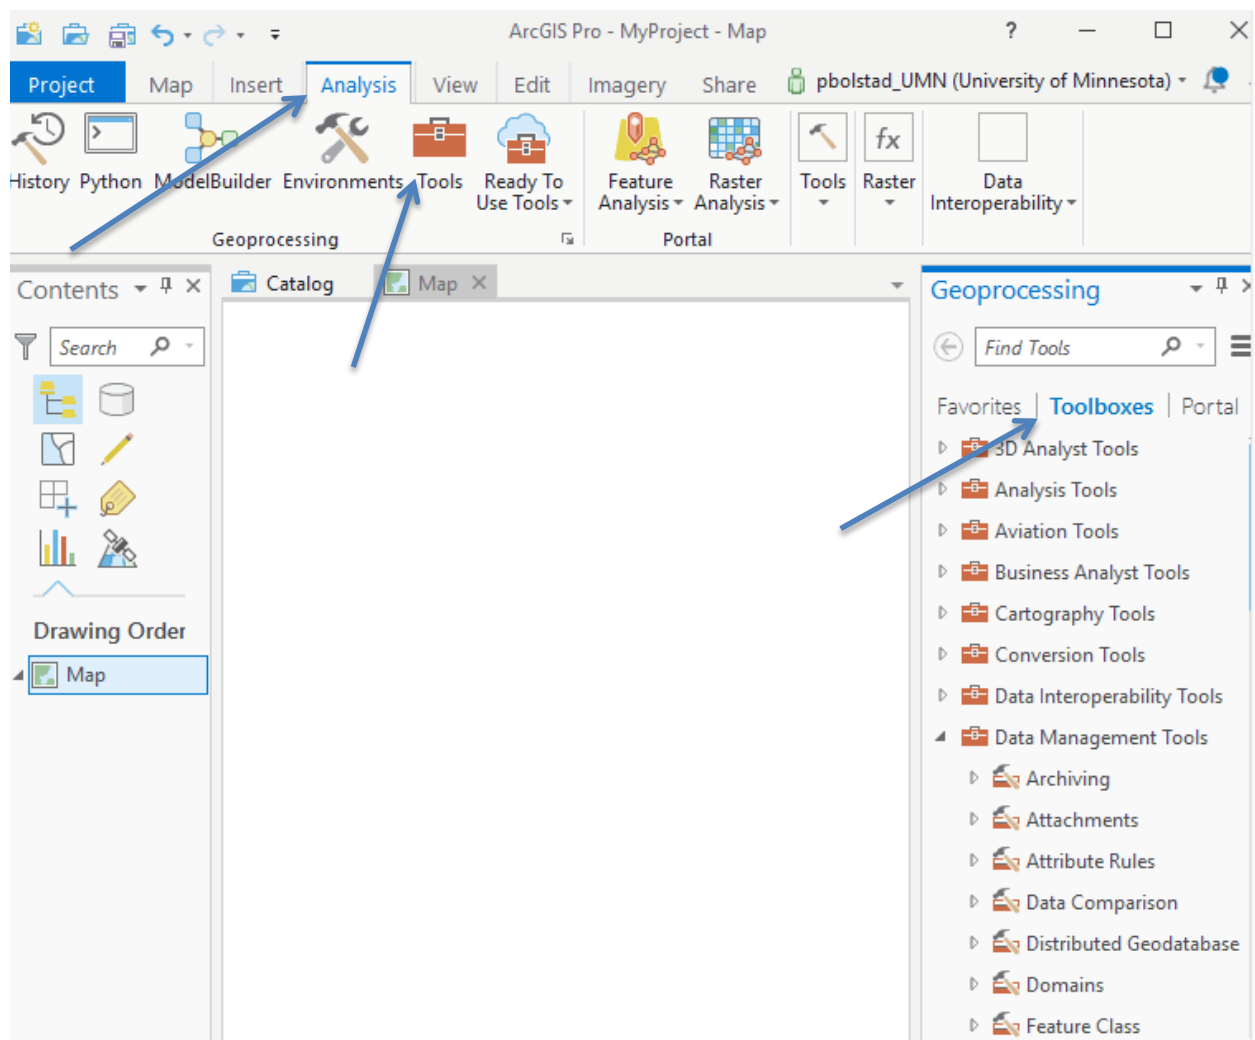 ArcGIS Pro - MyProject - Map ?
Project Map Insert Analysis View Edit Imagery Share pbolstad_UMN (University of Minnesota)
History Python ModelBuilder Environments Tools Ready To Use Tools Feature Analysis Raster Analysis Tools fx Raster Data Interoperability
Geoprocessing Portal
Contents
Search
Drawing Order
Map
Catalog Map
Geoprocessing
Find Tools
Favorites Toolboxes Portal
3D Analyst Tools
Analysis Tools
Aviation Tools
Business Analyst Tools
Cartography Tools
Conversion Tools
Data Interoperability Tools
Data Management Tools
Archiving
Attachments
Attribute Rules
Data Comparison
Distributed Geodatabase
Domains
Feature Class